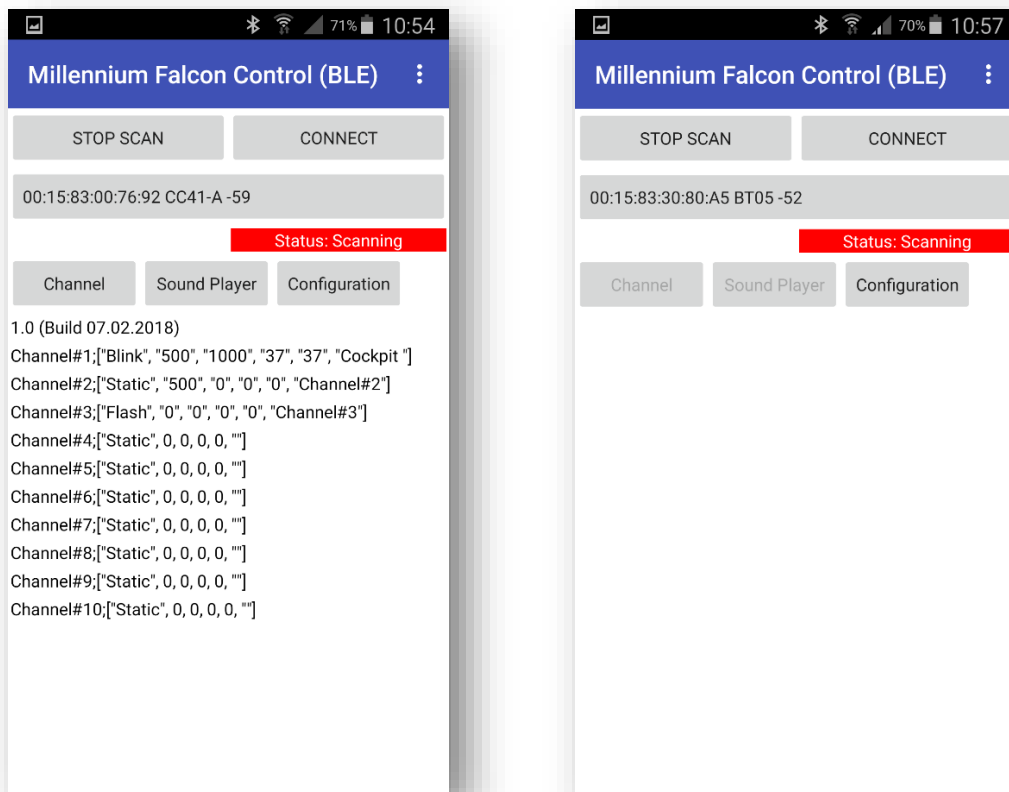 71% 10:54
Millennium Falcon Control (BLE)
STOP SCAN CONNECT
00:15:83:00:76:92 CC41-A -59
Status: Scanning
Channel Sound Player Configuration
1.0 (Build 07.02.2018)
Channel#1;["Blink", "500", "1000", "37", "37", "Cockpit "]
Channel#2;["Static", "500", "0", "0", "0", "Channel#2"]
Channel#3;["Flash", "0", "0", "0", "0", "Channel#3"]
Channel#4;["Static", 0, 0, 0, 0, ""]
Channel#5;["Static", 0, 0, 0, 0, ""]
Channel#6;["Static", 0, 0, 0, 0, ""]
Channel#7;["Static", 0, 0, 0, 0, ""]
Channel#8;["Static", 0, 0, 0, 0, ""]
Channel#9;["Static", 0, 0, 0, 0, ""]
Channel#10;["Static", 0, 0, 0, 0, ""]
70% 10:57
Millennium Falcon Control (BLE)
STOP SCAN CONNECT
00:15:83:30:80:A5 BT05 -52
Status: Scanning
Channel Sound Player Configuration